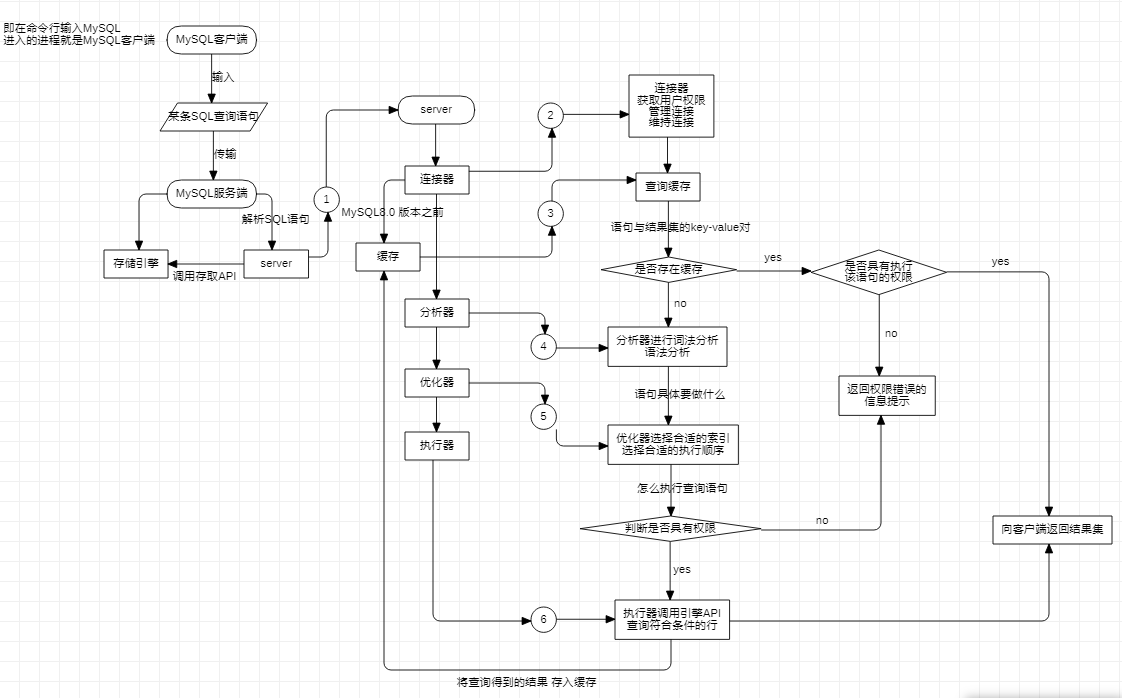 即在命令行输入MySQL
进入的进程就是MySQL客户端
MySQL客户端
输入
某条SQL查询语句
传输
MySQL服务端
解析SQL语句
存储引擎
server
调用存取API
1
server
连接器
MySQL8.0 版本之前
缓存
分析器
优化器
执行器
2
3
4
5
6
连接器
获取用户权限
管理连接
维持连接
查询缓存
语句与结果集的key-value对
是否存在缓存
yes
是否具有执行
该语句的权限
yes
no
no
分析器进行词法分析
语法分析
返回权限错误的
信息提示
语句具体要做什么
优化器选择合适的索引
选择合适的执行顺序
怎么执行查询语句
判断是否具有权限
no
向客户端返回结果集
yes
执行器调用引擎API
查询符合条件的行
将查询得到的结果 存入缓存